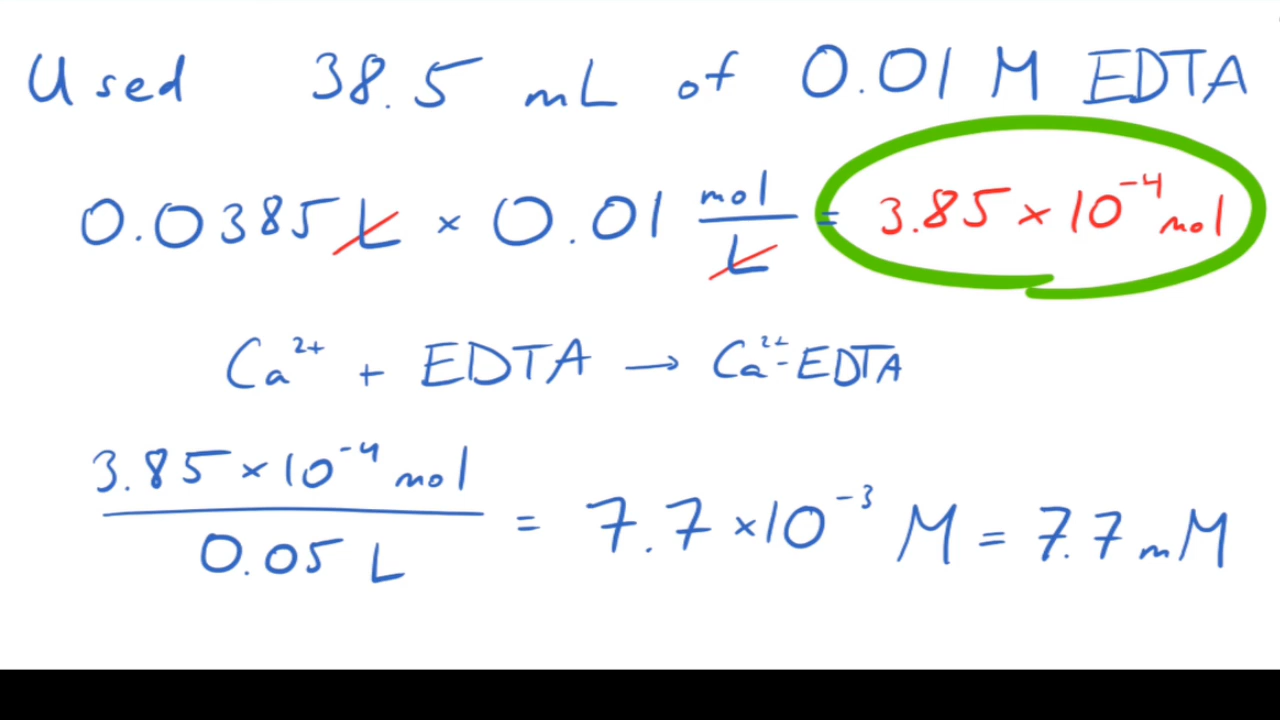 Used 38.5 mL of 0.01 M EDTA
0.0385 L × 0.01 mol/L = 3.85 × 10⁻⁴ mol
Ca²⁺ + EDTA → Ca²⁺-EDTA
3.85 × 10⁻⁴ mol / 0.05 L = 7.7 × 10⁻³ M = 7.7 mM